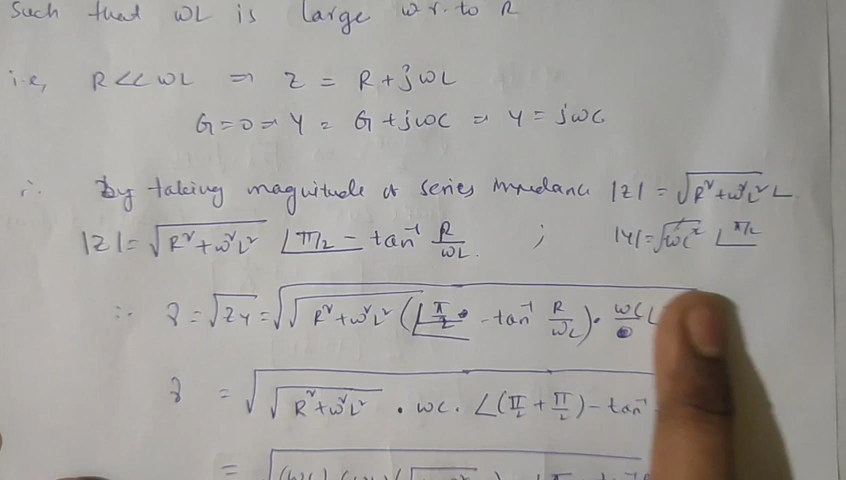 such that ωL is large w.r. to R
i.e, R << ωL ⇒ Z = R + jωL
G = 0 ⇒ Y = G + jωC ⇒ Y = jωC
∴ By taking magnitude of series impedance |Z| = √(R² + ω²L²) ∠
|Z| = √(R² + ω²L²) ∠π/2 - tan⁻¹ R/ωL ; |Y| = √(ωC²) ∠π/2
∴ γ = √(ZY) = √(√(R² + ω²L²) (∠π/2 - tan⁻¹ R/ωL) · ωC ∠
γ = √(√(R² + ω²L²) · ωC · ∠(π/2 + π/2) - tan⁻¹
= √(